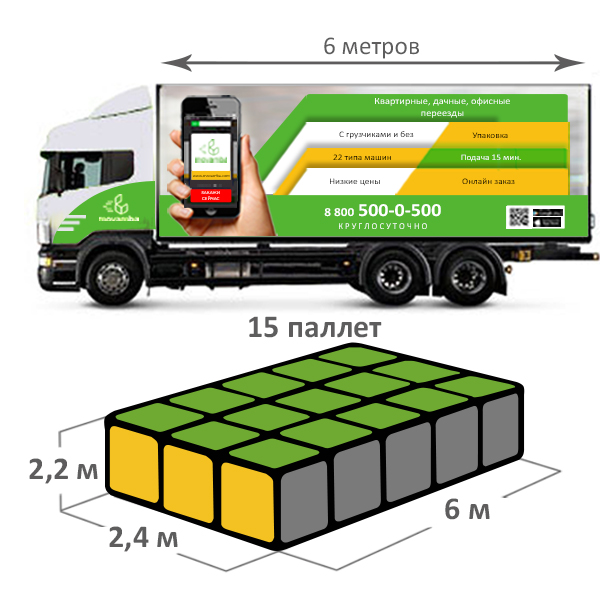 6 метров
Квартирные, дачные, офисные
переезды
С грузчиками и без
Упаковка
22 типа машин
Подача 15 мин.
Низкие цены
Онлайн заказ
ЗАКАЖИ
СЕЙЧАС
8 800 500-0-500
КРУГЛОСУТОЧНО
15 паллет
2,2 м
2,4 м
6 м